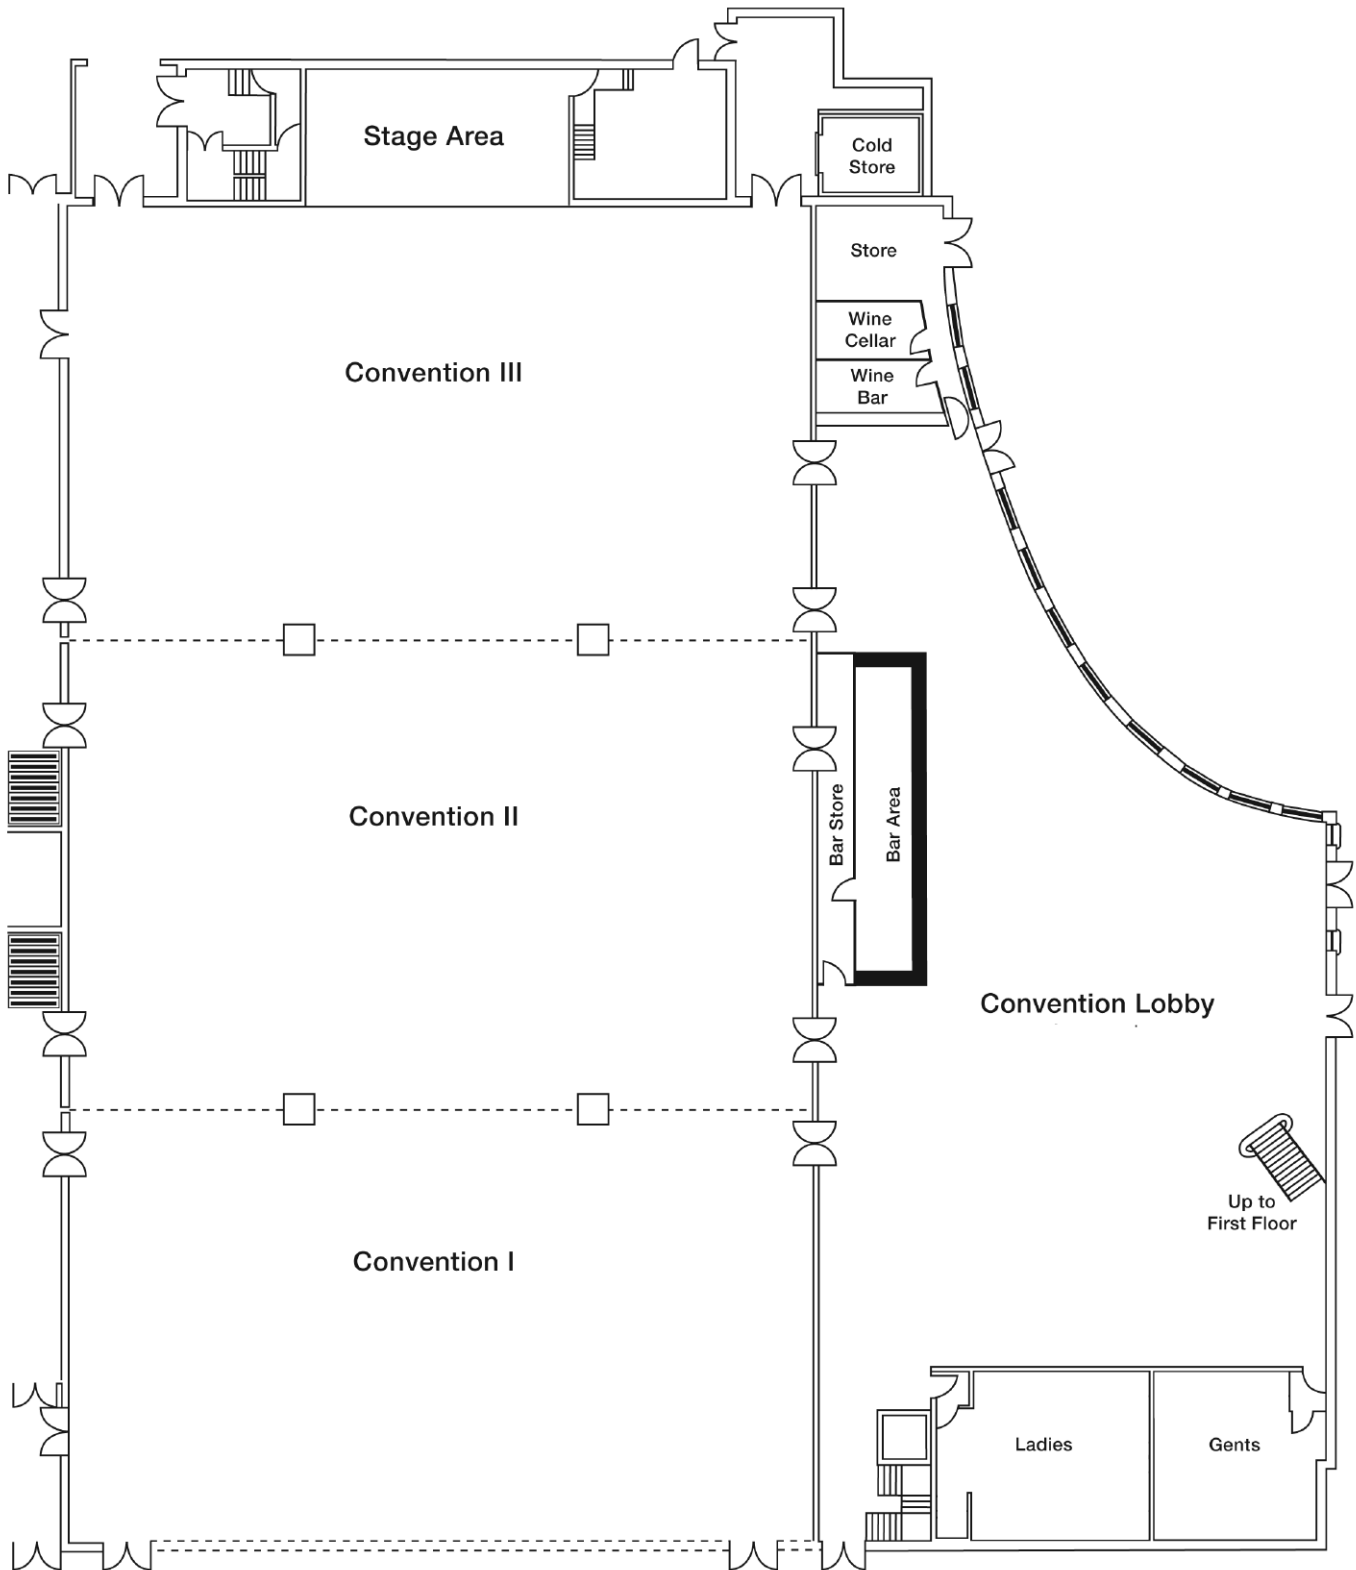 Stage Area
Cold
Store
Store
Wine
Cellar
Wine
Bar
Convention III
Convention II
Bar Store
Bar Area
Convention Lobby
Up to
First Floor
Convention I
Ladies
Gents